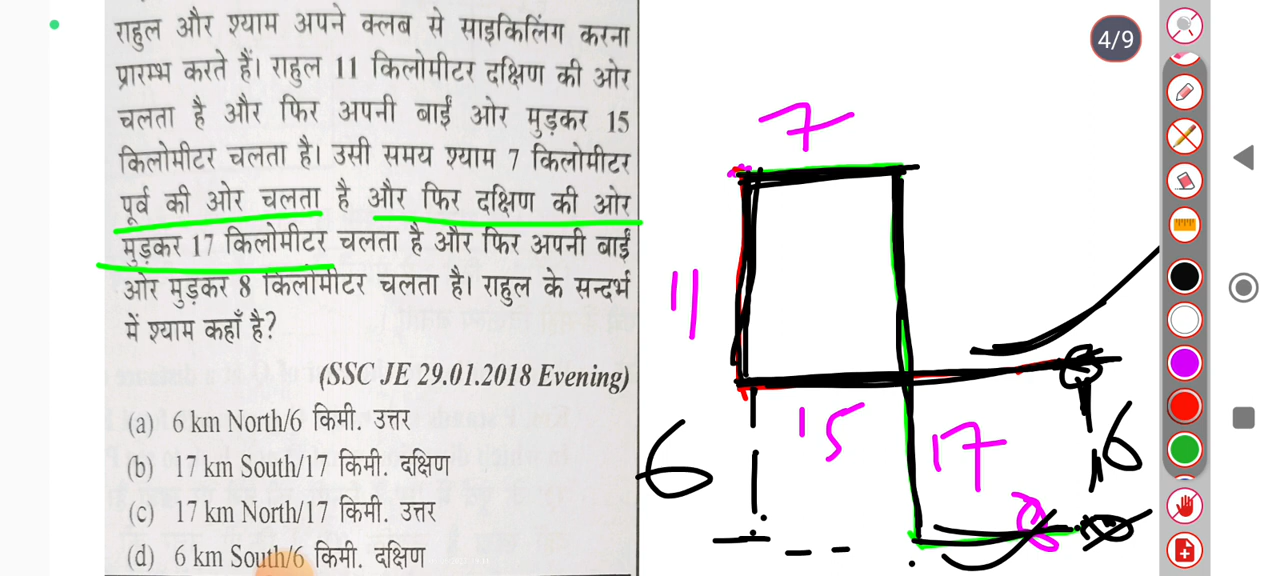 राहुल और श्याम अपने क्लब से साइकिलिंग करना
प्रारम्भ करते हैं। राहुल 11 किलोमीटर दक्षिण की ओर
चलता है और फिर अपनी बाईं ओर मुड़कर 15
किलोमीटर चलता है। उसी समय श्याम 7 किलोमीटर
पूर्व की ओर चलता है और फिर दक्षिण की ओर
मुड़कर 17 किलोमीटर चलता है और फिर अपनी बाईं
ओर मुड़कर 8 किलोमीटर चलता है। राहुल के सन्दर्भ
में श्याम कहाँ है?
(SSC JE 29.01.2018 Evening)
(a) 6 km North/6 किमी. उत्तर
(b) 17 km South/17 किमी. दक्षिण
(c) 17 km North/17 किमी. उत्तर
(d) 6 km South/6 किमी. दक्षिण
4/9
7
11
15
6
17
6
8